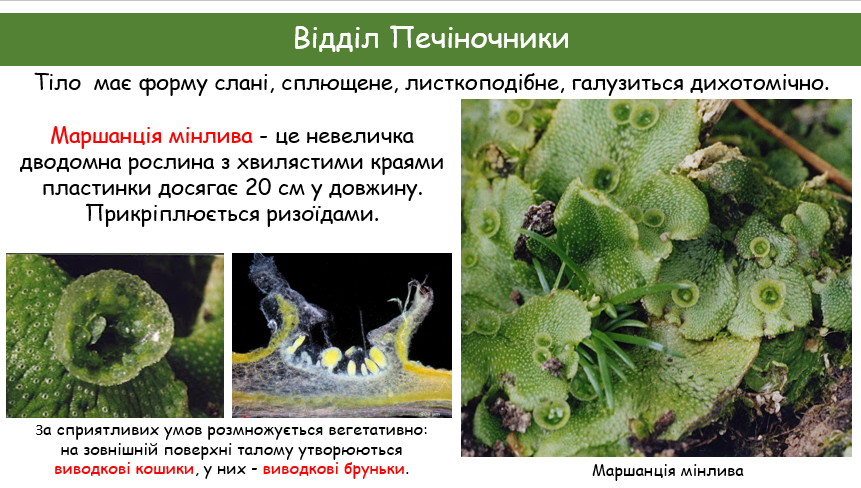 Відділ Печіночники
Тіло має форму слані, сплющене, листкоподібне, галузиться дихотомічно.
Маршанція мінлива - це невеличка
дводомна рослина з хвилястими краями
пластинки досягає 20 см у довжину.
Прикріплюється ризоїдами.
За сприятливих умов розмножується вегетативно:
на зовнішній поверхні талому утворюються
виводкові кошики, у них - виводкові бруньки.
Маршанція мінлива